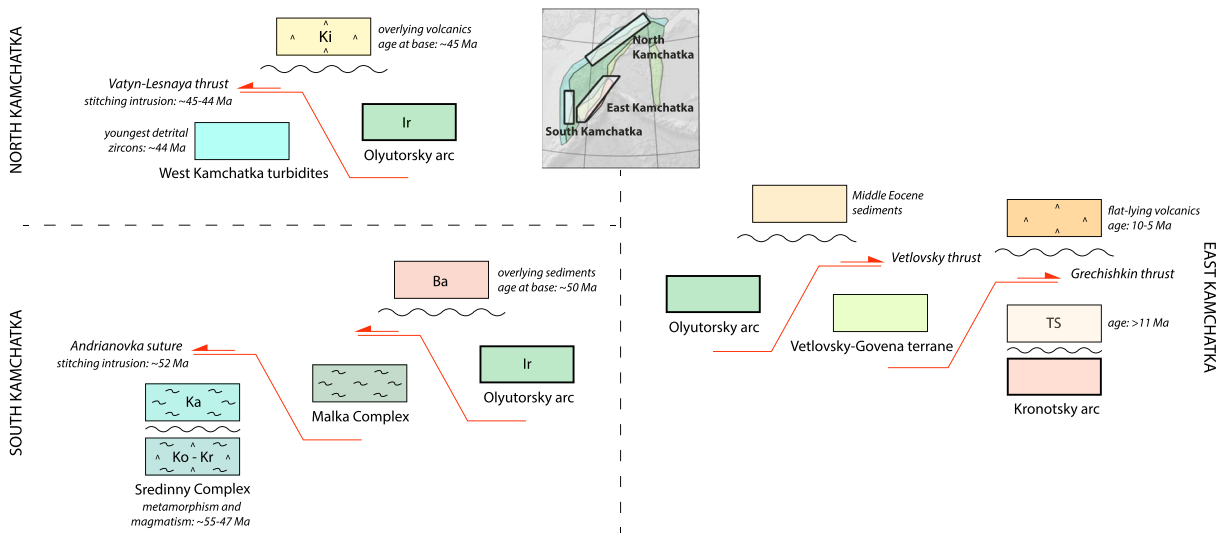 NORTH KAMCHATKA
Ki
overlying volcanics
age at base: ~45 Ma
Vatyn-Lesnaya thrust
stitching intrusion: ~45-44 Ma
youngest detrital
zircons: ~44 Ma
West Kamchatka turbidites
Ir
Olyutorsky arc
North
Kamchatka
East Kamchatka
South Kamchatka
SOUTH KAMCHATKA
Ba
overlying sediments
age at base: ~50 Ma
Andrianovka suture
stitching intrusion: ~52 Ma
Ka
Ko - Kr
Sredinny Complex
metamorphism and
magmatism: ~55-47 Ma
Malka Complex
Ir
Olyutorsky arc
EAST KAMCHATKA
Middle Eocene
sediments
Vetlovsky thrust
Olyutorsky arc
Vetlovsky-Govena terrane
flat-lying volcanics
age: 10-5 Ma
Grechishkin thrust
TS
age: >11 Ma
Kronotsky arc